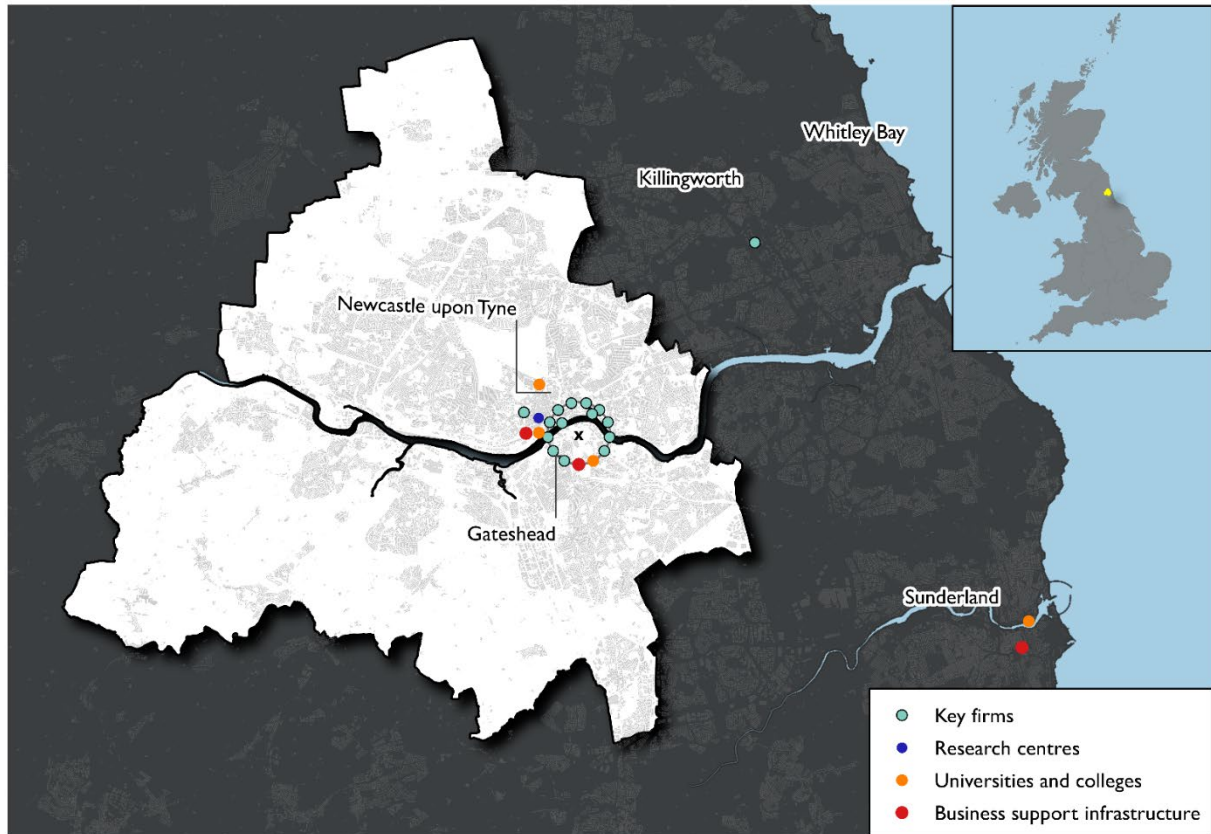 Whitley Bay
Killingworth
Newcastle upon Tyne
x
Gateshead
Sunderland
Key firms
Research centres
Universities and colleges
Business support infrastructure